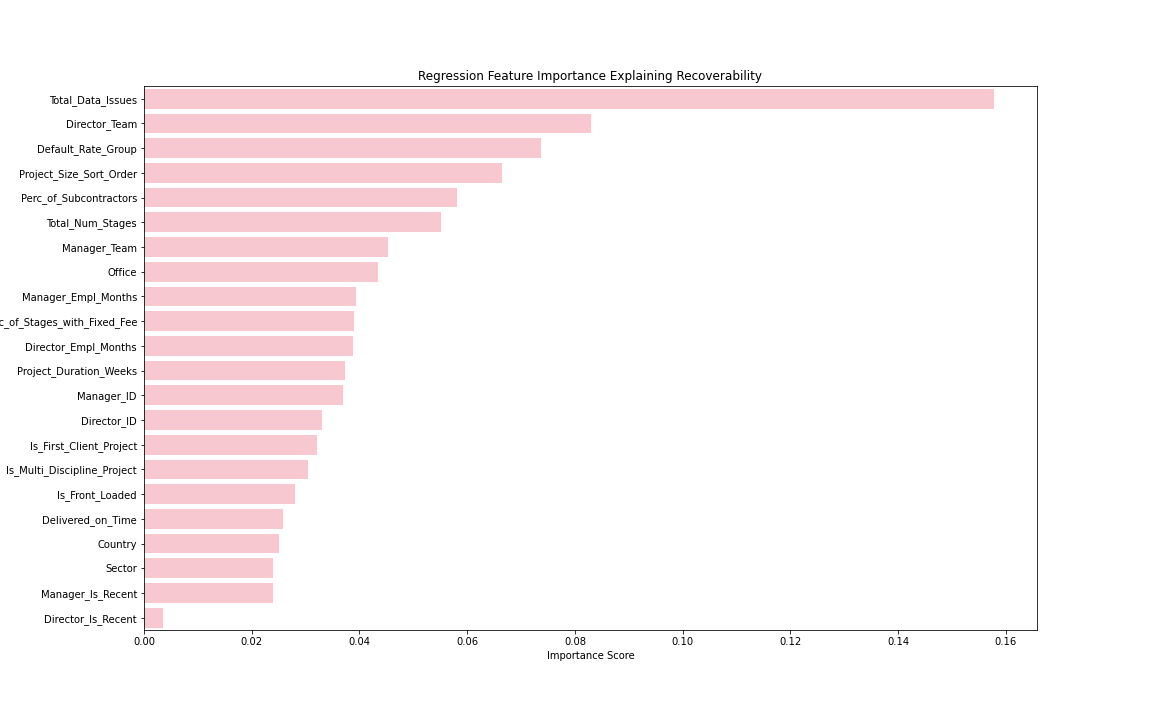 Regression Feature Importance Explaining Recoverability
Total_Data_Issues
Director_Team
Default_Rate_Group
Project_Size_Sort_Order
Perc_of_Subcontractors
Total_Num_Stages
Manager_Team
Office
Manager_Empl_Months
c_of_Stages_with_Fixed_Fee
Director_Empl_Months
Project_Duration_Weeks
Manager_ID
Director_ID
Is_First_Client_Project
Is_Multi_Discipline_Project
Is_Front_Loaded
Delivered_on_Time
Country
Sector
Manager_Is_Recent
Director_Is_Recent
0.00 0.02 0.04 0.06 0.08 0.10 0.12 0.14 0.16
Importance Score